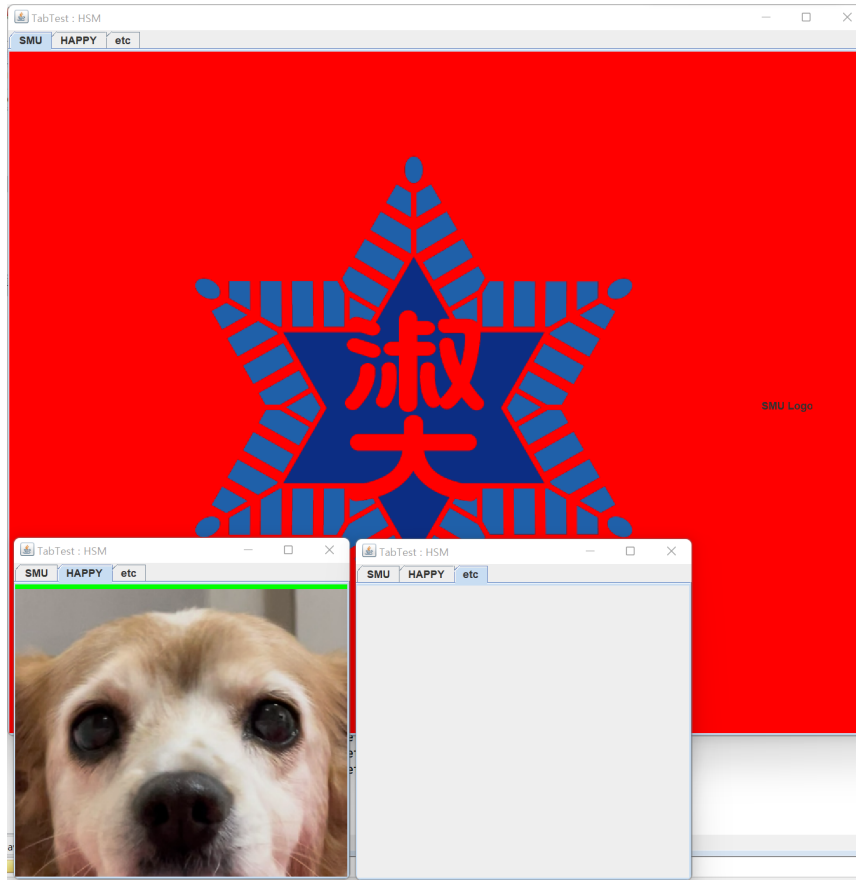 TabTest : HSM
SMU HAPPY etc
淑
大
SMU Logo
TabTest : HSM
SMU HAPPY etc
TabTest : HSM
SMU HAPPY etc